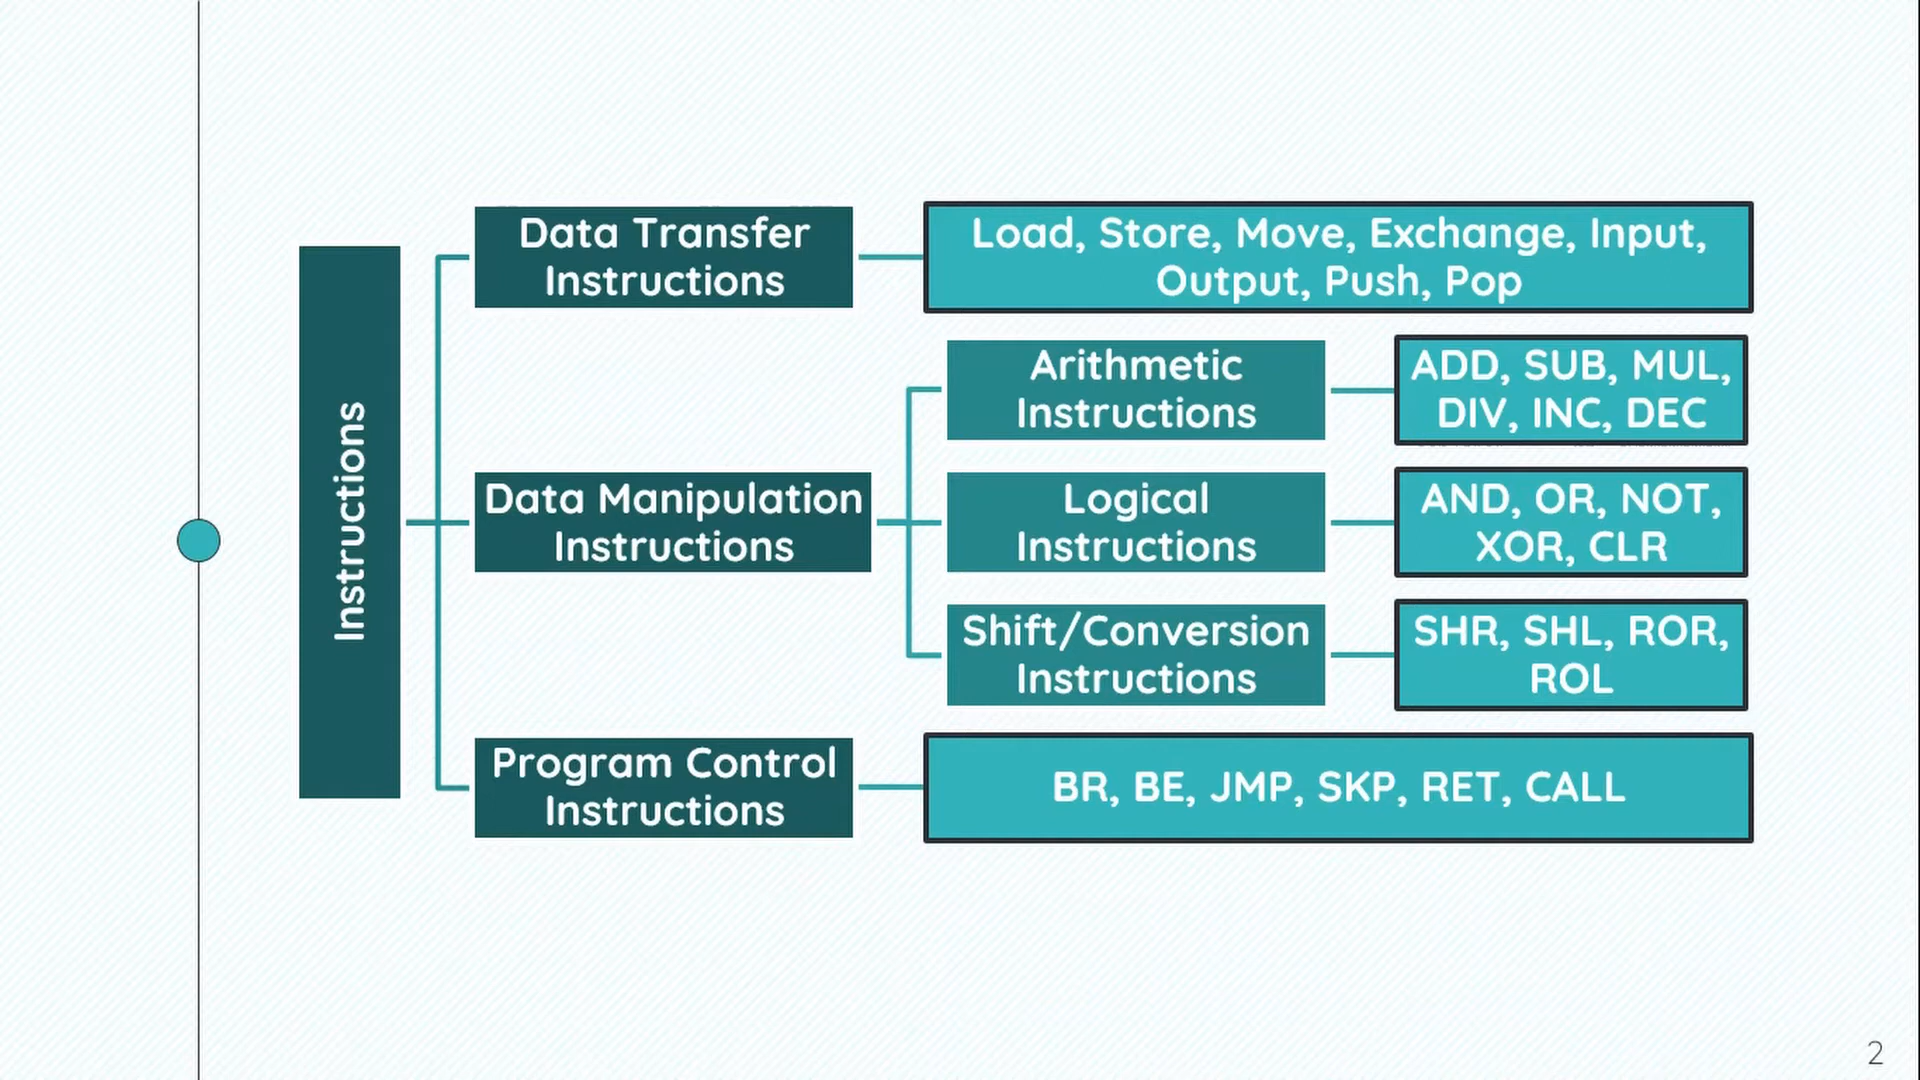 Instructions
Data Transfer
Instructions
Load, Store, Move, Exchange, Input,
Output, Push, Pop
Data Manipulation
Instructions
Arithmetic
Instructions
ADD, SUB, MUL,
DIV, INC, DEC
Logical
Instructions
AND, OR, NOT,
XOR, CLR
Shift/Conversion
Instructions
SHR, SHL, ROR,
ROL
Program Control
Instructions
BR, BE, JMP, SKP, RET, CALL
2